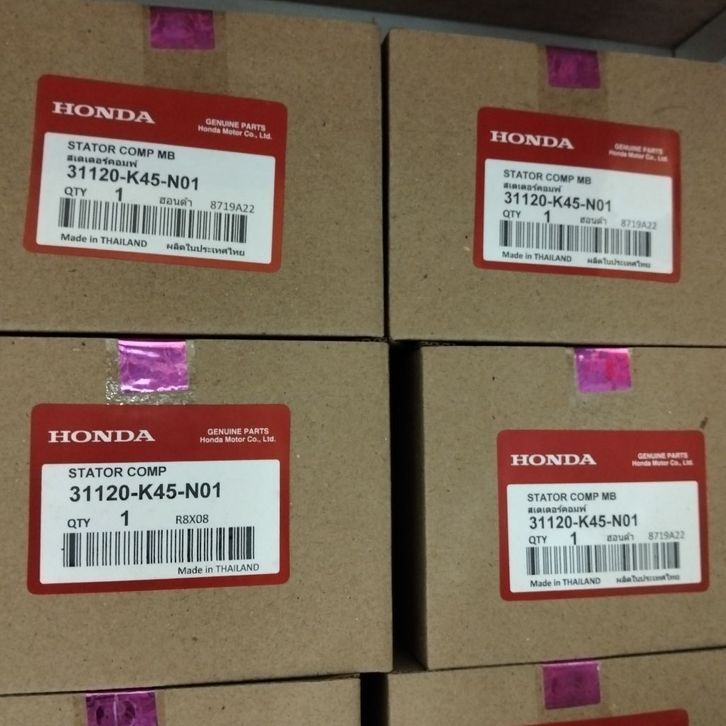 HONDA
GENUINE PARTS
Honda Motor Co., Ltd.
STATOR COMP MB
สเตเตอร์คอมพ์
31120-K45-N01
QTY 1 ฮอนด้า 8719A22
Made in THAILAND ผลิตในประเทศไทย
HONDA
GENUINE PARTS
Honda Motor Co., Ltd.
STATOR COMP MB
สเตเตอร์คอมพ์
31120-K45-N01
QTY 1 ฮอนด้า 8719A22
Made in THAILAND ผลิตในประเทศไทย
HONDA
GENUINE PARTS
Honda Motor Co., Ltd.
STATOR COMP
31120-K45-N01
QTY 1 R8X08
Made in THAILAND
HONDA
GENUINE PARTS
Honda Motor Co., Ltd.
STATOR COMP MB
สเตเตอร์คอมพ์
31120-K45-N01
QTY 1 ฮอนด้า 8719A22
Made in THAILAND ผลิตในประเทศไทย